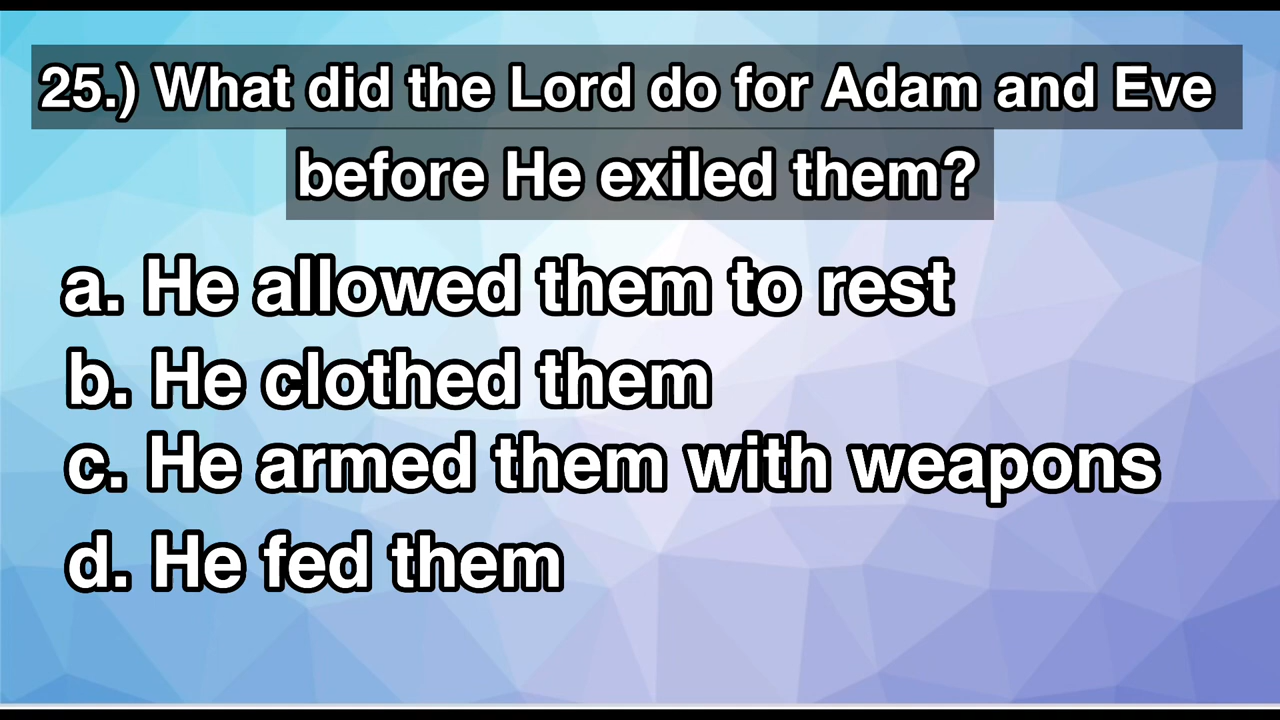 25.) What did the Lord do for Adam and Eve
before He exiled them?
a. He allowed them to rest
b. He clothed them
c. He armed them with weapons
d. He fed them